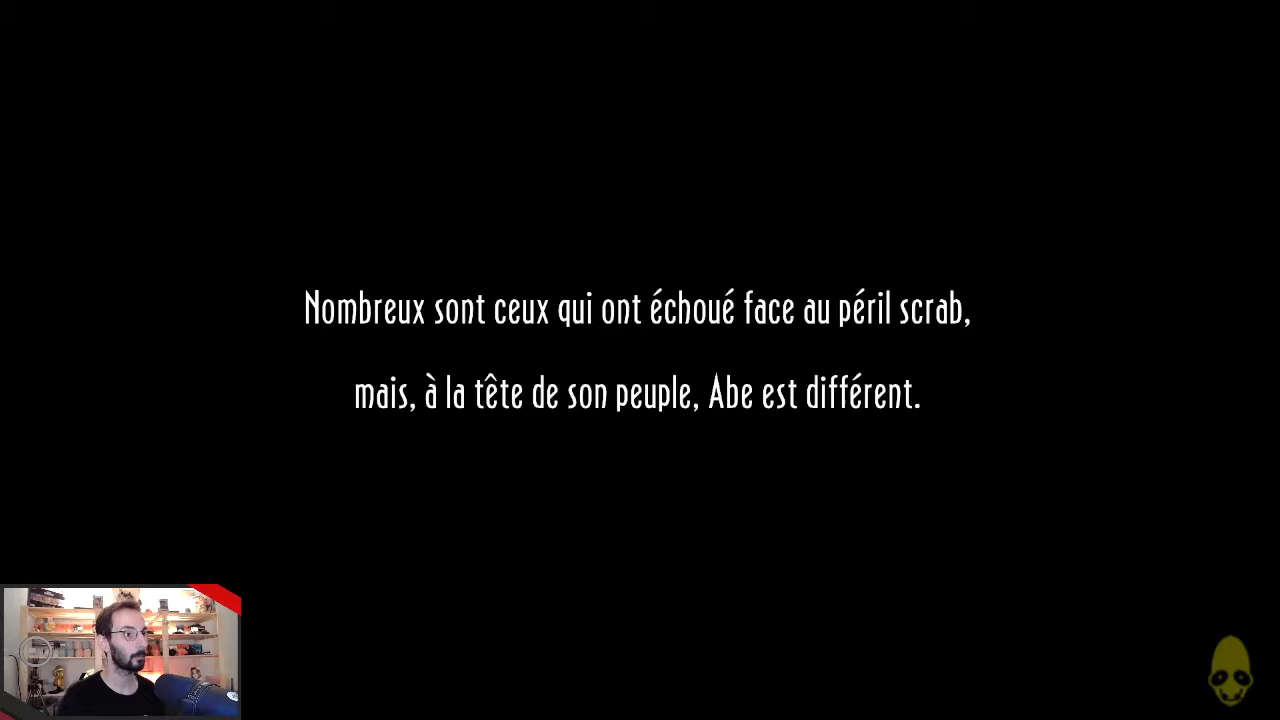 Nombreux sont ceux qui ont échoué face au péril scrab,
mais, à la tête de son peuple, Abe est différent.